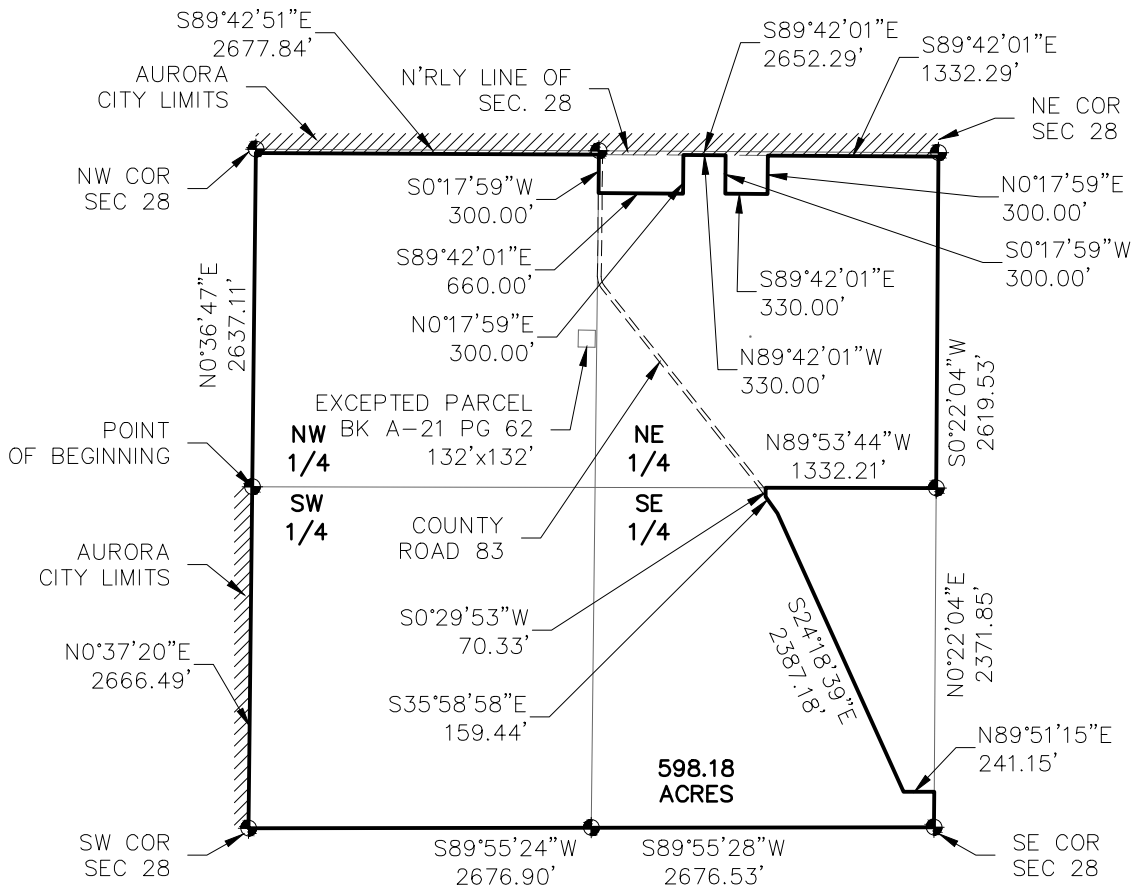 S89°42'51"E
2677.84'
AURORA
CITY LIMITS
N'RLY LINE OF
SEC. 28
S89°42'01"E
2652.29'
S89°42'01"E
1332.29'
NE COR
SEC 28
NW COR
SEC 28
S0°17'59"W
300.00'
N0°17'59"E
300.00'
S0°17'59"W
300.00'
S89°42'01"E
660.00'
S89°42'01"E
330.00'
N0°17'59"E
300.00'
N89°42'01"W
330.00'
N0°36'47"E
2637.11'
S0°22'04"W
2619.53'
EXCEPTED PARCEL
BK A-21 PG 62
132'x132'
POINT
OF BEGINNING
NW
1/4
NE
1/4
N89°53'44"W
1332.21'
SW
1/4
SE
1/4
COUNTY
ROAD 83
AURORA
CITY LIMITS
S0°29'53"W
70.33'
S24°18'39"E
2387.18'
N0°22'04"E
2371.85'
N0°37'20"E
2666.49'
S35°58'58"E
159.44'
N89°51'15"E
241.15'
598.18
ACRES
SW COR
SEC 28
S89°55'24"W
2676.90'
S89°55'28"W
2676.53'
SE COR
SEC 28